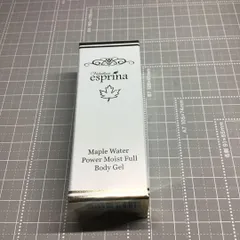 esprina
Maple Water
Power Moist Full
Body Gel